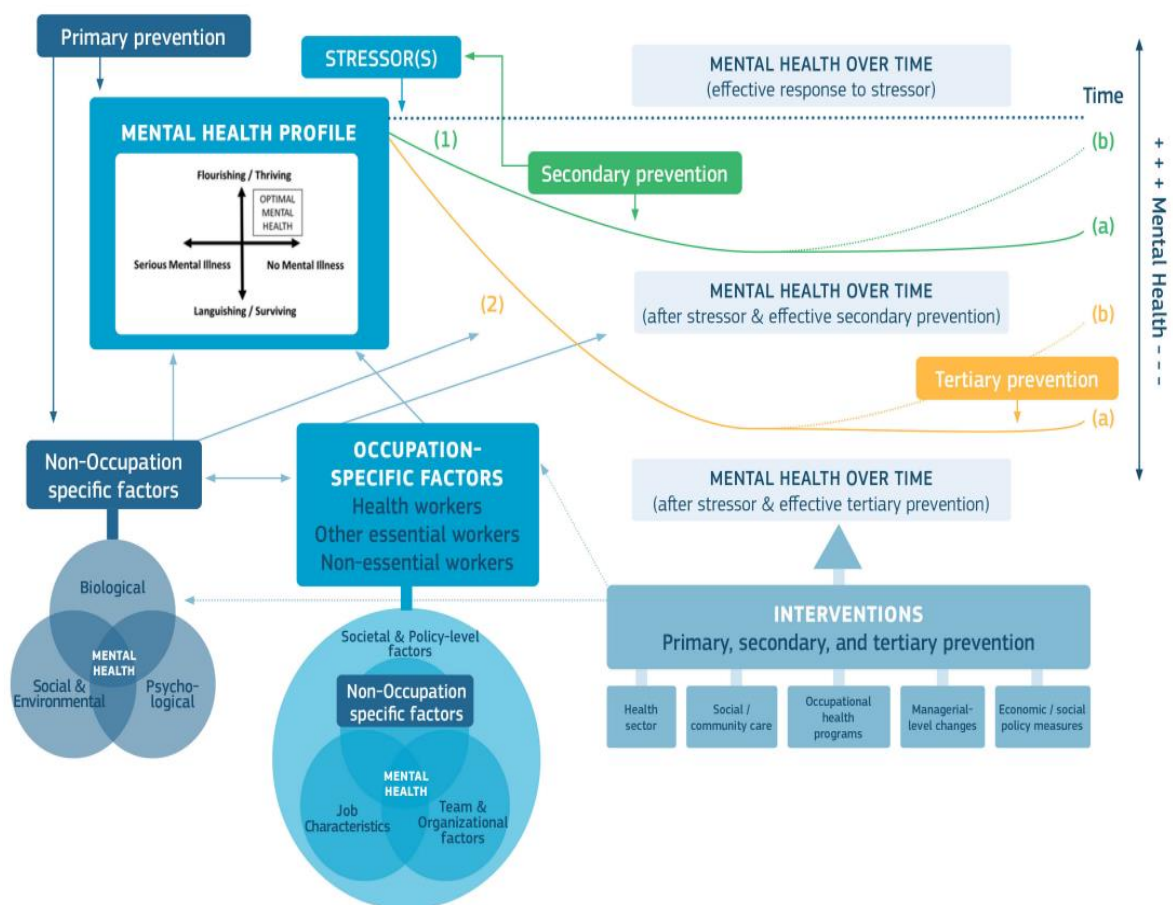 Primary prevention
STRESSOR(S)
MENTAL HEALTH OVER TIME
(effective response to stressor)
Time
MENTAL HEALTH PROFILE
Flourishing / Thriving
OPTIMAL
MENTAL
HEALTH
Serious Mental Illness
No Mental Illness
Languishing / Surviving
(1)
Secondary prevention
(b)
(a)
+ + + Mental Health - - -
(2)
MENTAL HEALTH OVER TIME
(after stressor & effective secondary prevention)
(b)
Tertiary prevention
(a)
Non-Occupation
specific factors
OCCUPATION-
SPECIFIC FACTORS
Health workers
Other essential workers
Non-essential workers
MENTAL HEALTH OVER TIME
(after stressor & effective tertiary prevention)
Biological
MENTAL
HEALTH
Social &
Environmental
Psycho-
logical
Societal & Policy-level
factors
Non-Occupation
specific factors
MENTAL
HEALTH
Job
Characteristics
Team &
Organizational
factors
INTERVENTIONS
Primary, secondary, and tertiary prevention
Health
sector
Social /
community care
Occupational
health
programs
Managerial-
level changes
Economic / social
policy measures